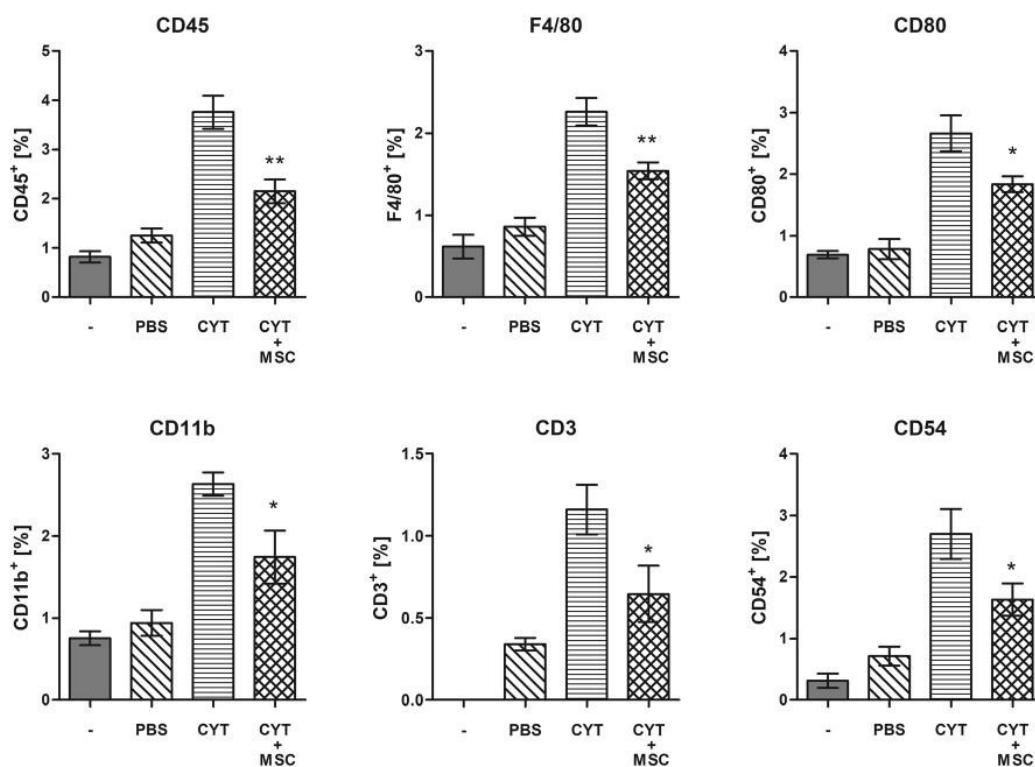 CD45
CD45+ [%]
5
4
3
2
1
0
**
- PBS CYT CYT
+
MSC
F4/80
F4/80+ [%]
3
2
1
0
**
- PBS CYT CYT
+
MSC
CD80
CD80+ [%]
4
3
2
1
0
*
- PBS CYT CYT
+
MSC
CD11b
CD11b+ [%]
3
2
1
0
*
- PBS CYT CYT
+
MSC
CD3
CD3+ [%]
1.5
1.0
0.5
0.0
*
- PBS CYT CYT
+
MSC
CD54
CD54+ [%]
4
3
2
1
0
*
- PBS CYT CYT
+
MSC